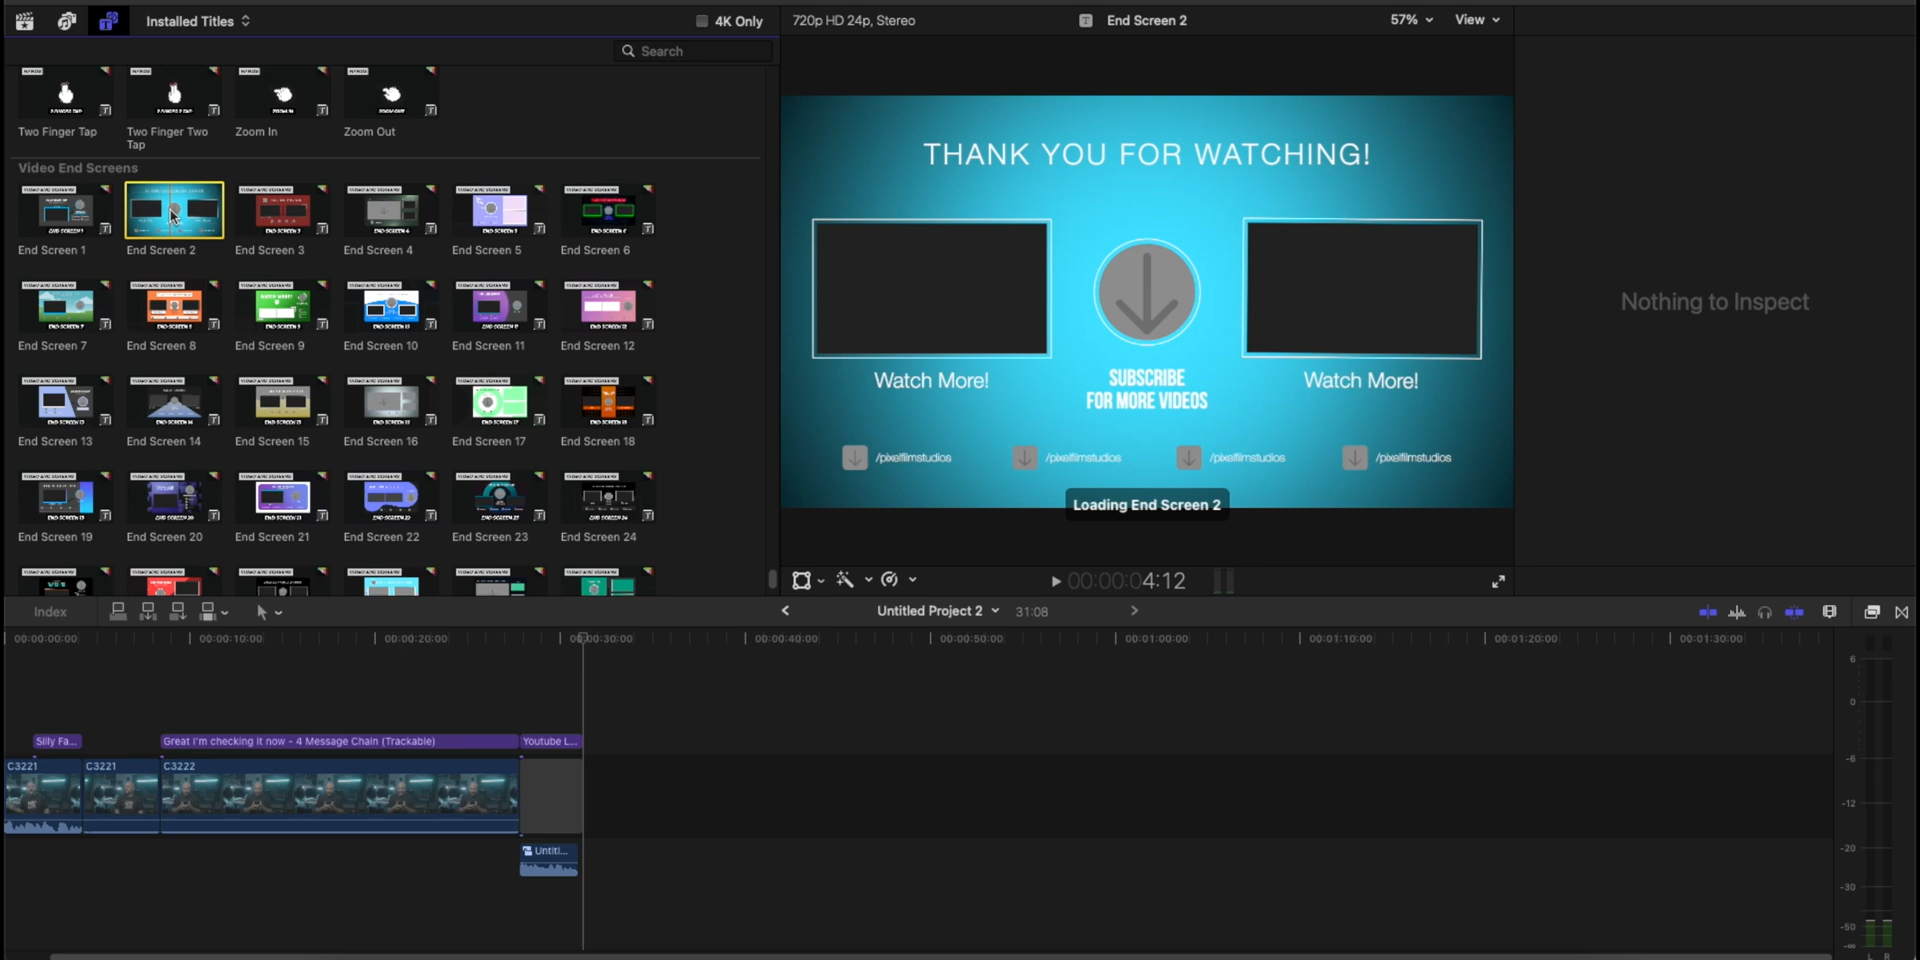 Installed Titles
4K Only
720p HD 24p, Stereo
End Screen 2
57%
View
Search
Two Finger Tap
Two Finger Two
Tap
Zoom In
Zoom Out
Video End Screens
End Screen 1
End Screen 2
End Screen 3
End Screen 4
End Screen 5
End Screen 6
End Screen 7
End Screen 8
End Screen 9
End Screen 10
End Screen 11
End Screen 12
End Screen 13
End Screen 14
End Screen 15
End Screen 16
End Screen 17
End Screen 18
End Screen 19
End Screen 20
End Screen 21
End Screen 22
End Screen 23
End Screen 24
THANK YOU FOR WATCHING!
Watch More!
SUBSCRIBE
FOR MORE VIDEOS
Watch More!
/pixelfilmstudios
/pixelfilmstudios
/pixelfilmstudios
/pixelfilmstudios
Loading End Screen 2
Nothing to Inspect
00:00:04:12
Index
Untitled Project 2
31:08
00:00:00:00
00:00:10:00
00:00:20:00
00:00:30:00
00:00:40:00
00:00:50:00
00:01:00:00
00:01:10:00
00:01:20:00
00:01:30:00
Silly Fa...
Great I'm checking it now - 4 Message Chain (Trackable)
Youtube L...
C3221
C3221
C3222
Untitl...
6
0
-6
-12
-20
-30
-50
-∞
L R